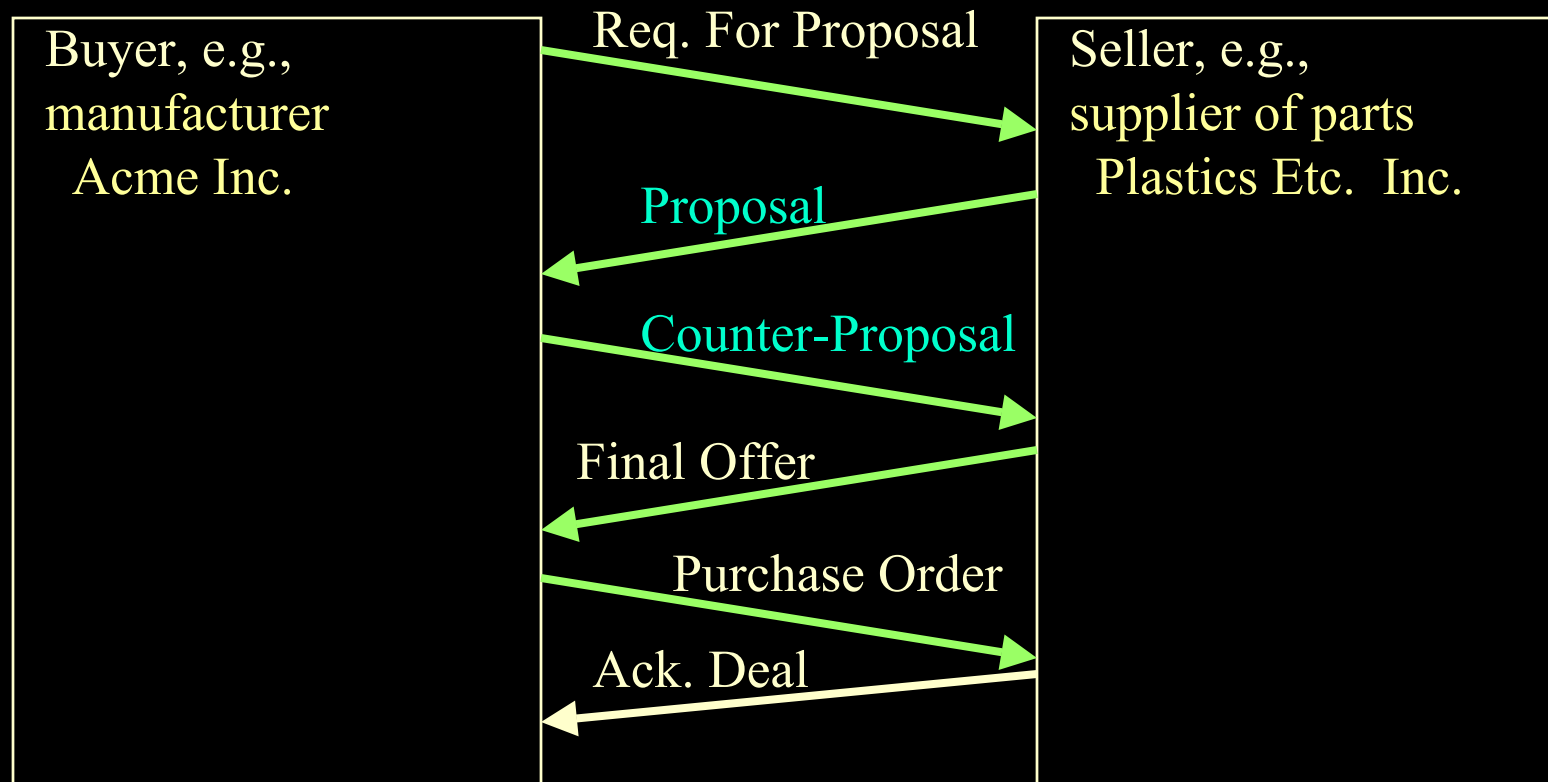 Buyer, e.g.,
manufacturer
Acme Inc.
Req. For Proposal
Proposal
Counter-Proposal
Final Offer
Purchase Order
Ack. Deal
Seller, e.g.,
supplier of parts
Plastics Etc. Inc.